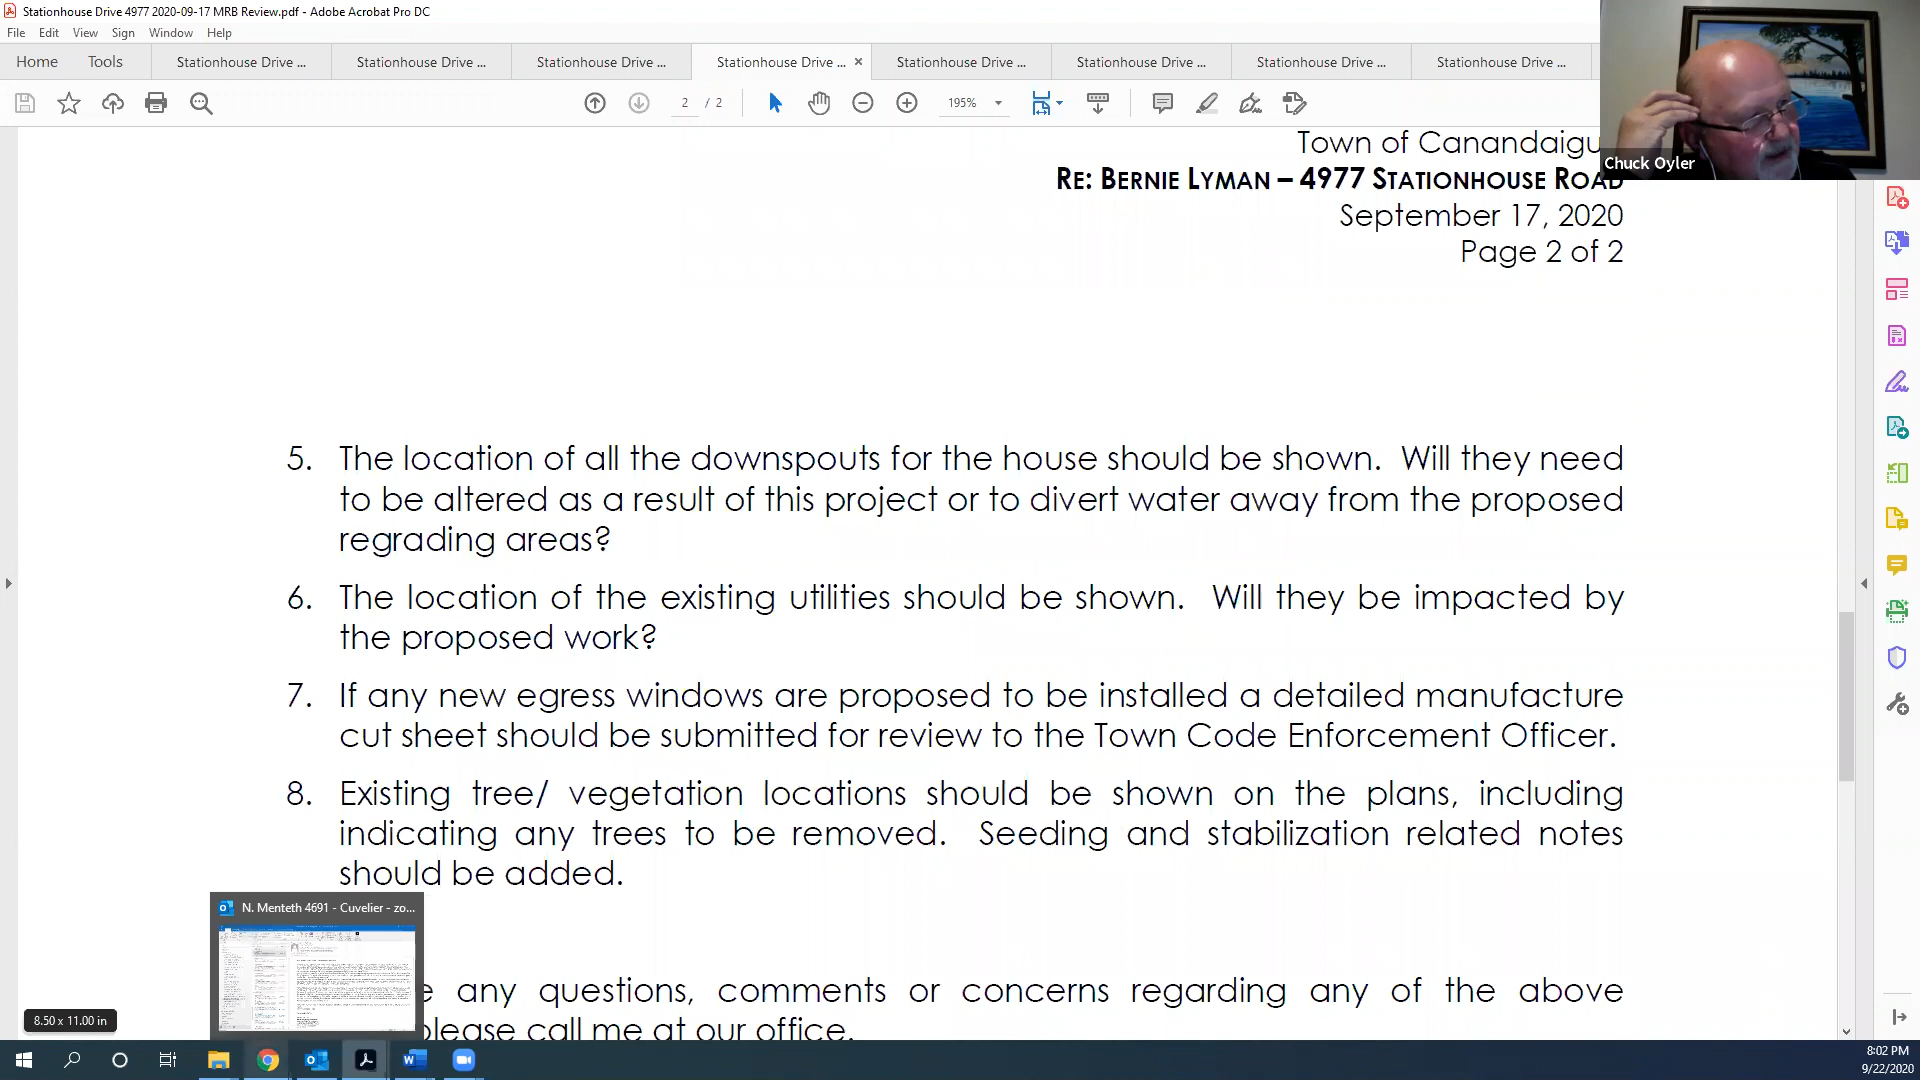 Stationhouse Drive 4977 2020-09-17 MRB Review.pdf - Adobe Acrobat Pro DC
File Edit View Sign Window Help
Home Tools Stationhouse Drive ... Stationhouse Drive ... Stationhouse Drive ... Stationhouse Drive ... × Stationhouse Drive ... Stationhouse Drive ... Stationhouse Drive ... Stationhouse Drive ...
2 / 2 195%
Town of Canandaigu
Chuck Oyler
RE: BERNIE LYMAN – 4977 STATIONHOUSE ROAD
September 17, 2020
Page 2 of 2
5. The location of all the downspouts for the house should be shown. Will they need
to be altered as a result of this project or to divert water away from the proposed
regrading areas?
6. The location of the existing utilities should be shown. Will they be impacted by
the proposed work?
7. If any new egress windows are proposed to be installed a detailed manufacture
cut sheet should be submitted for review to the Town Code Enforcement Officer.
8. Existing tree/ vegetation locations should be shown on the plans, including
indicating any trees to be removed. Seeding and stabilization related notes
should be added.
N. Menteth 4691 - Cuvelier - zo...
e any questions, comments or concerns regarding any of the above
please call me at our office.
8.50 x 11.00 in
8:02 PM
9/22/2020